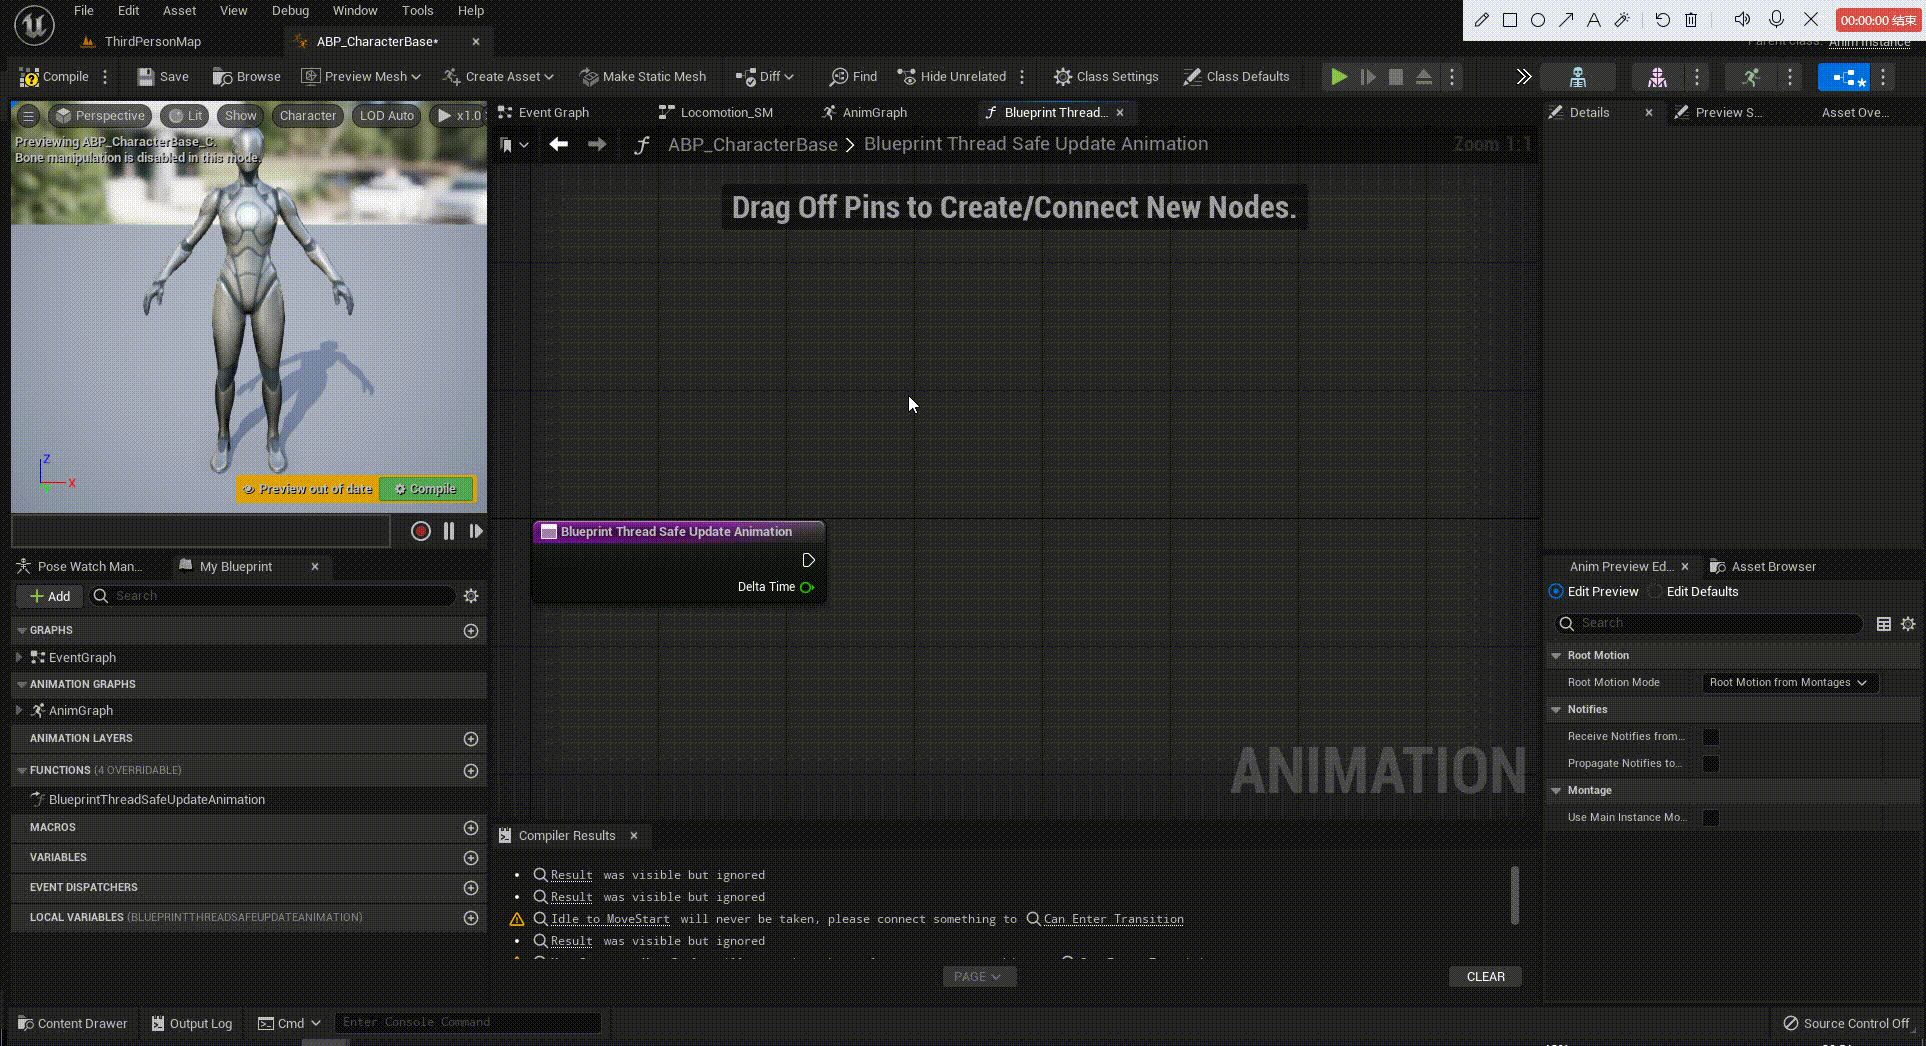 File Edit Asset View Debug Window Tools Help
00:00:00 结束
ThirdPersonMap
ABP_CharacterBase*
Parent class: Anim Instance
Compile
Save
Browse
Preview Mesh
Create Asset
Make Static Mesh
Diff
Find
Hide Unrelated
Class Settings
Class Defaults
Perspective
Lit
Show
Character
LOD Auto
x1.0
Event Graph
Locomotion_SM
AnimGraph
Blueprint Thread...
Details
Preview S...
Asset Ove...
Previewing ABP_CharacterBase_C.
Bone manipulation is disabled in this mode.
ABP_CharacterBase > Blueprint Thread Safe Update Animation
Zoom 1:1
Drag Off Pins to Create/Connect New Nodes.
Z
X
Preview out of date
Compile
Blueprint Thread Safe Update Animation
Delta Time
ANIMATION
Pose Watch Man...
My Blueprint
Add
Search
GRAPHS
EventGraph
ANIMATION GRAPHS
AnimGraph
ANIMATION LAYERS
FUNCTIONS (4 OVERRIDABLE)
BlueprintThreadSafeUpdateAnimation
MACROS
VARIABLES
EVENT DISPATCHERS
LOCAL VARIABLES (BLUEPRINTTHREADSAFEUPDATEANIMATION)
Compiler Results
Result was visible but ignored
Result was visible but ignored
Idle to MoveStart will never be taken, please connect something to Can Enter Transition
Result was visible but ignored
PAGE
CLEAR
Anim Preview Ed...
Asset Browser
Edit Preview
Edit Defaults
Search
Root Motion
Root Motion Mode
Root Motion from Montages
Notifies
Receive Notifies from...
Propagate Notifies to...
Montage
Use Main Instance Mo...
Content Drawer
Output Log
Cmd
Enter Console Command
Source Control Off